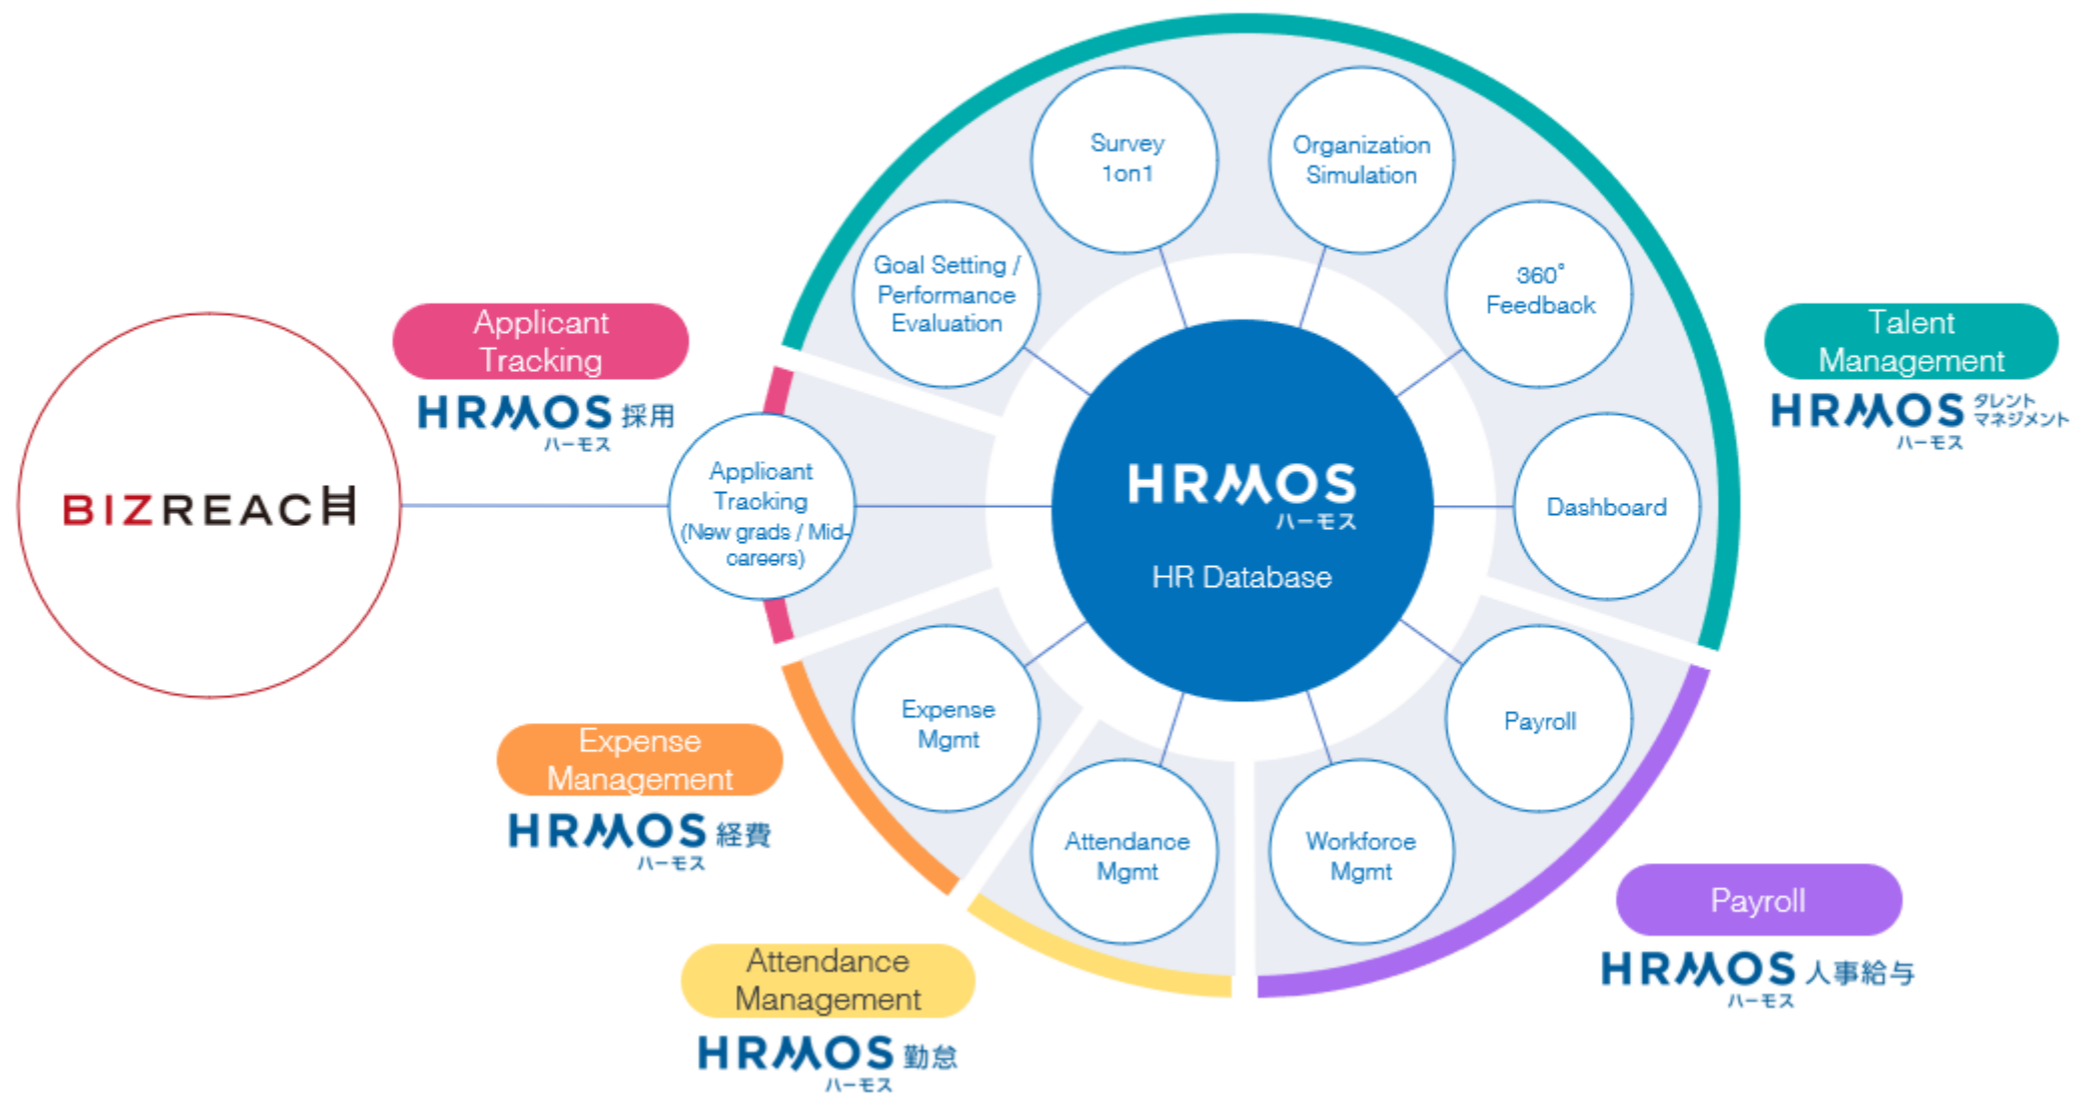 Survey
1on1
Organization
Simulation
Goal Setting /
Performance
Evaluation
360°
Feedback
Applicant
Tracking
HRMOS 採用
ハーモス
Talent
Management
HRMOS タレント
マネジメント
ハーモス
BIZREACH
Applicant
Tracking
(New grads / Mid-
careers)
HRMOS
ハーモス
HR Database
Dashboard
Expense
Mgmt
Payroll
Expense
Management
HRMOS 経費
ハーモス
Attendance
Mgmt
Workforce
Mgmt
Payroll
HRMOS 人事給与
ハーモス
Attendance
Management
HRMOS 勤怠
ハーモス